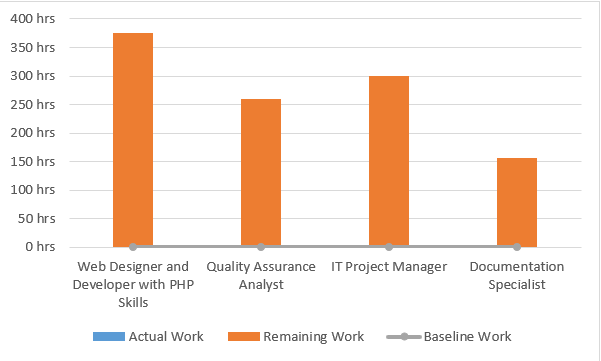 400 hrs
350 hrs
300 hrs
250 hrs
200 hrs
150 hrs
100 hrs
50 hrs
0 hrs
Web Designer and
Developer with PHP
Skills
Quality Assurance
Analyst
IT Project Manager
Documentation
Specialist
Actual Work
Remaining Work
Baseline Work